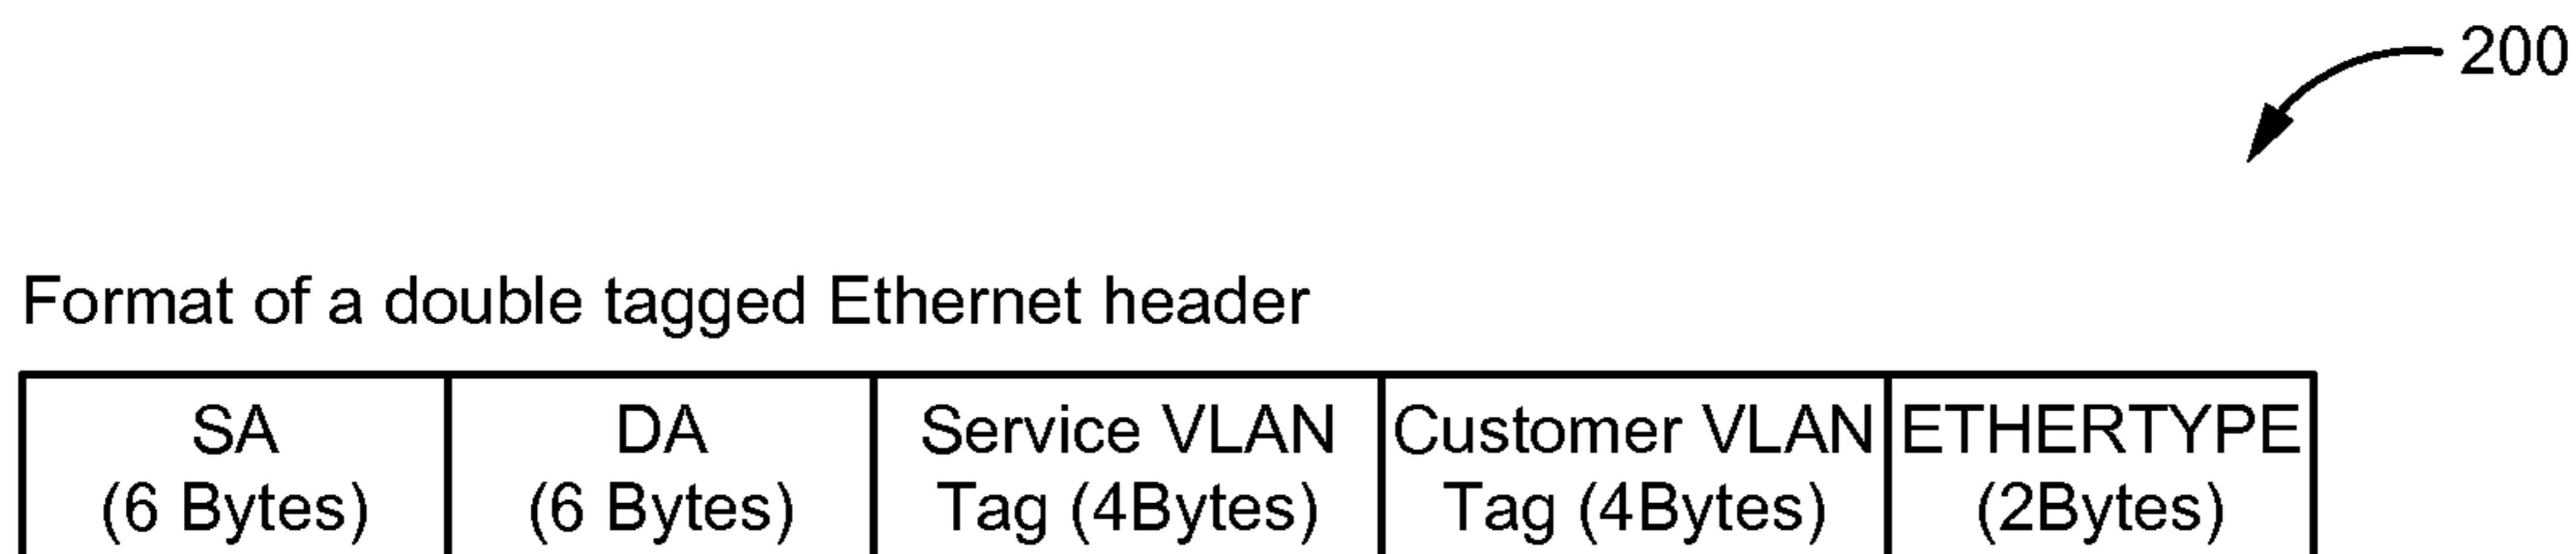 200
Format of a double tagged Ethernet header
SA
(6 Bytes)
DA
(6 Bytes)
Service VLAN
Tag (4Bytes)
Customer VLAN
Tag (4Bytes)
ETHERTYPE
(2Bytes)